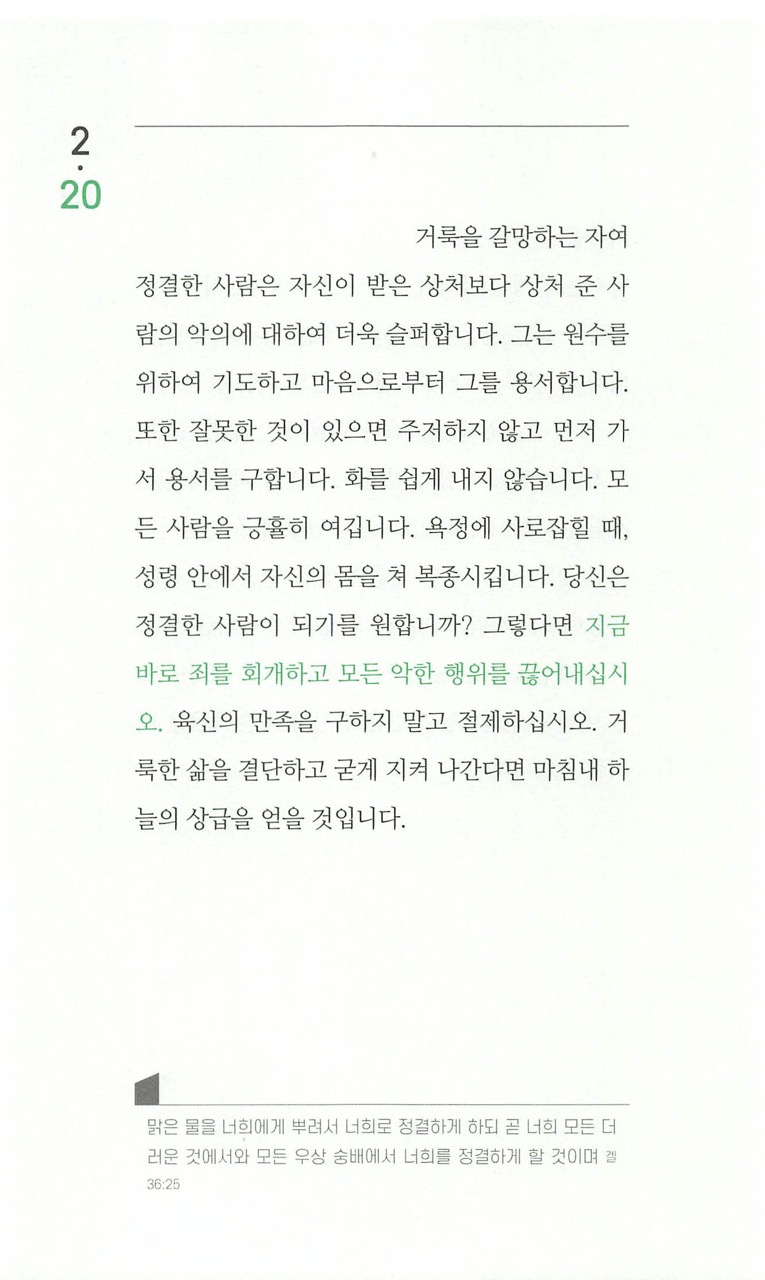 2
·
20
거룩을 갈망하는 자여
정결한 사람은 자신이 받은 상처보다 상처 준 사
람의 악의에 대하여 더욱 슬퍼합니다. 그는 원수를
위하여 기도하고 마음으로부터 그를 용서합니다.
또한 잘못한 것이 있으면 주저하지 않고 먼저 가
서 용서를 구합니다. 화를 쉽게 내지 않습니다. 모
든 사람을 긍휼히 여깁니다. 욕정에 사로잡힐 때,
성령 안에서 자신의 몸을 쳐 복종시킵니다. 당신은
정결한 사람이 되기를 원합니까? 그렇다면 지금
바로 죄를 회개하고 모든 악한 행위를 끊어내십시
오. 육신의 만족을 구하지 말고 절제하십시오. 거
룩한 삶을 결단하고 굳게 지켜 나간다면 마침내 하
늘의 상급을 얻을 것입니다.
맑은 물을 너희에게 뿌려서 너희로 정결하게 하되 곧 너희 모든 더
러운 것에서와 모든 우상 숭배에서 너희를 정결하게 할 것이며 겔
36:25